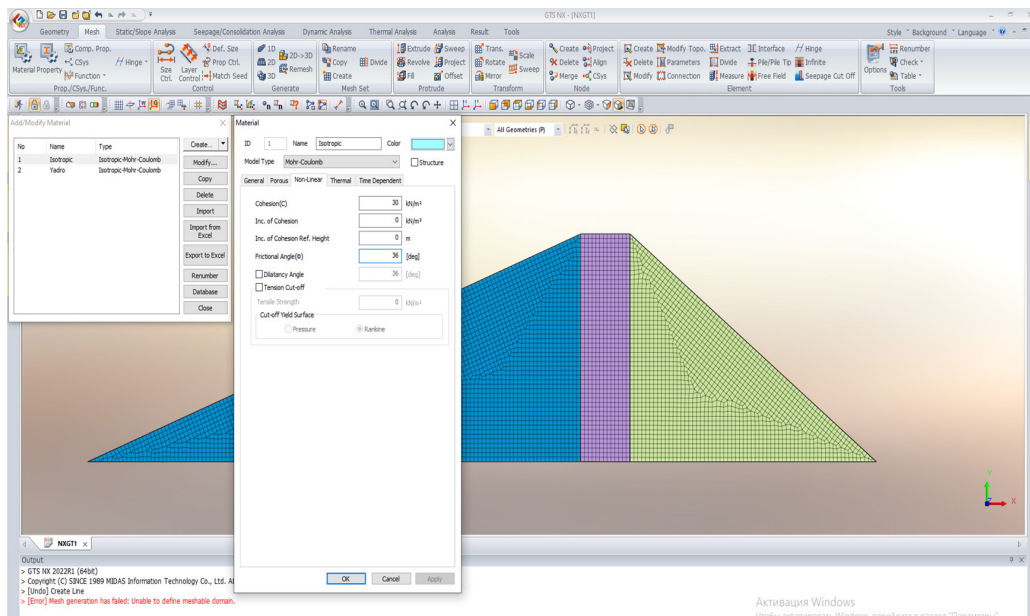 GTS NX - [NXGT1]
Geometry Mesh Static/Slope Analysis Seepage/Consolidation Analysis Dynamic Analysis Thermal Analysis Analysis Result Tools Style Background Language
Comp. Prop. Def. Size 1D 2D->3D Rename Extrude Sweep Trans. Scale Create Project Create Modify Topo. Extract Interface Hinge Renumber
Material Property CSys Hinge Size Ctrl. Layer Control Prop Ctrl. 2D Remesh Copy Divide Revolve Project Rotate Sweep Delete Align Delete Parameters Divide Pile/Pile Tip Infinite Options Check
Function Match Seed 3D Create Fill Offset Mirror Merge CSys Modify Connection Measure Free Field Seepage Cut Off Table
Prop./CSys./Func. Control Generate Mesh Set Protrude Transform Node Element Tools
All Geometries (P)
Add/Modify Material
No Name Type
1 Isotropic Isotropic-Mohr-Coulomb
2 Yadro Isotropic-Mohr-Coulomb
Create...
Modify...
Copy
Delete
Import
Import from
Excel
Export to Excel
Renumber
Database
Close
Material
ID 1 Name Isotropic Color
Model Type Mohr-Coulomb Structure
General Porous Non-Linear Thermal Time Dependent
Cohesion(C) 30 kN/m²
Inc. of Cohesion 0 kN/m³
Inc. of Cohesion Ref. Height 0 m
Frictional Angle(Φ) 36 [deg]
Dilatancy Angle 36 [deg]
Tension Cut-off
Tensile Strength 0 kN/m²
Cut-off Yield Surface
Pressure Rankine
OK Cancel Apply
Y
X
NXGT1
Output
> GTS NX 2022R1 (64bit)
> Copyright (C) SINCE 1989 MIDAS Information Technology Co., Ltd.
> [Undo] Create Line
> [Error] Mesh generation has failed: Unable to define meshable domain.
Активация Windows